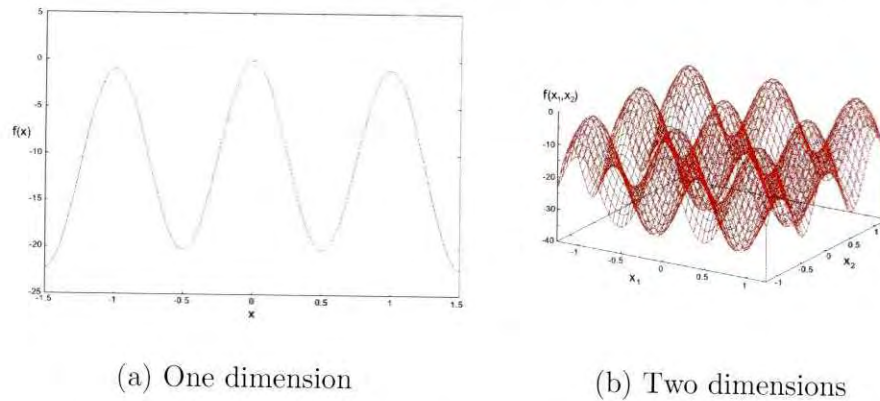 5
0
-5
f(x)
-10
-15
-20
-25
-1.5 -1 -0.5 0 0.5 1 1.5
x
f(x₁,x₂)
0
-10
-20
-30
-40
-1 -0.5 0 0.5 1
x₁
-1 -0.5 0 0.5 1
x₂
(a) One dimension
(b) Two dimensions